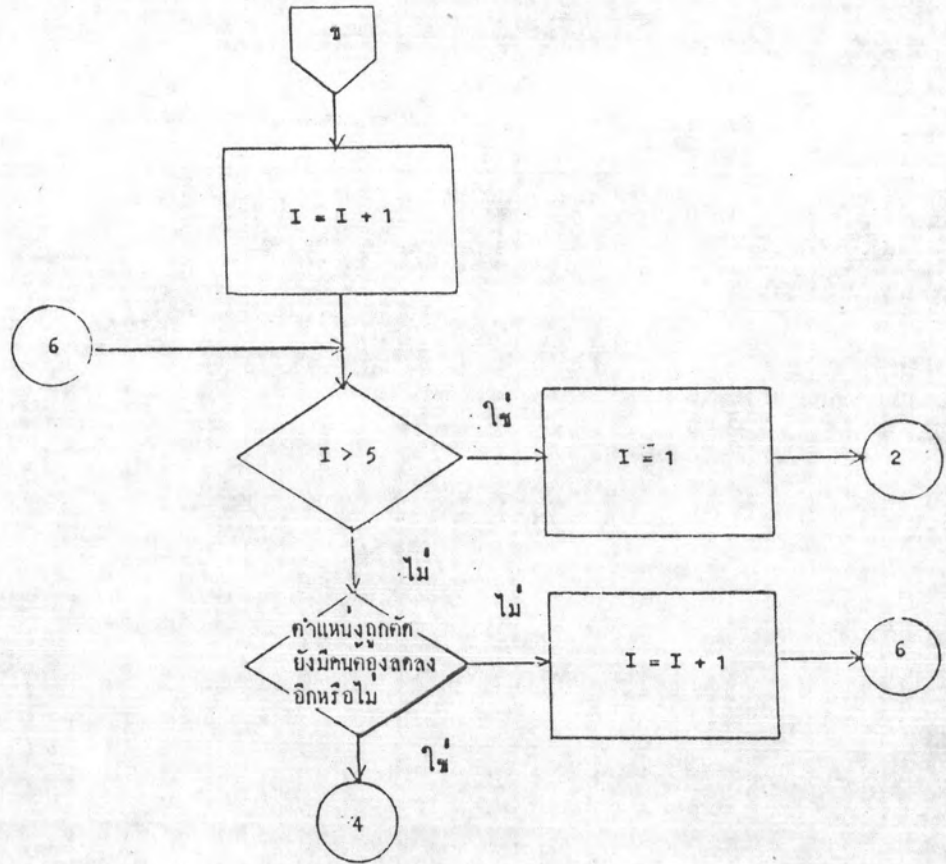 ข
I = I + 1
6
I > 5
ใช่
I = 1
2
ไม่
ตำแหน่งถูกตัด
ยังมีคนต้องลดลง
อีกหรือไม่
ไม่
I = I + 1
6
ใช่
4